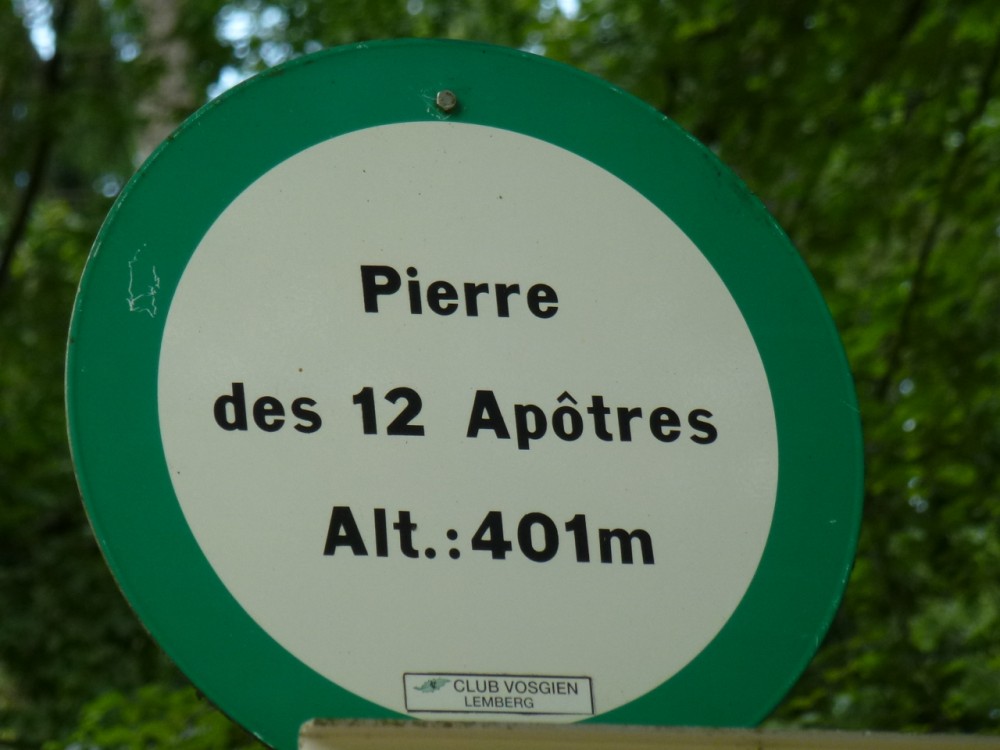 Pierre
des 12 Apôtres
Alt.:401m
CLUB VOSGIEN
LEMBERG